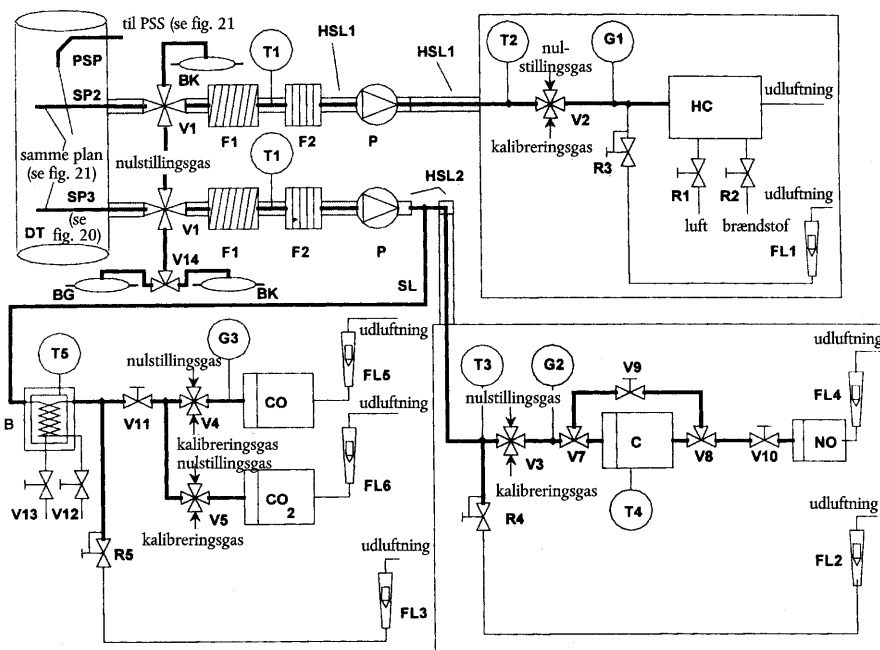 til PSS (se fig. 21
PSP
BK
SP2
V1
F1
T1
F2
HSL1
P
HSL1
samme plan
(se fig. 21)
nulstillingsgas
SP3
(se
fig. 20)
DT
V1
F1
T1
F2
P
HSL2
V14
BG
BK
SL
T2
nul-
stillingsgas
G1
V2
kalibreringsgas
HC
udluftning
R3
R1
R2
luft
brændstof
udluftning
FL1
T5
B
V13
V12
V11
nulstillingsgas
G3
V4
CO
udluftning
FL5
kalibreringsgas
nulstillingsgas
udluftning
FL6
V5
CO
2
kalibreringsgas
R5
udluftning
FL3
T3
nulstillingsgas
G2
V9
udluftning
FL4
V3
V7
C
V8
V10
NO
kalibreringsgas
T4
R4
udluftning
FL2